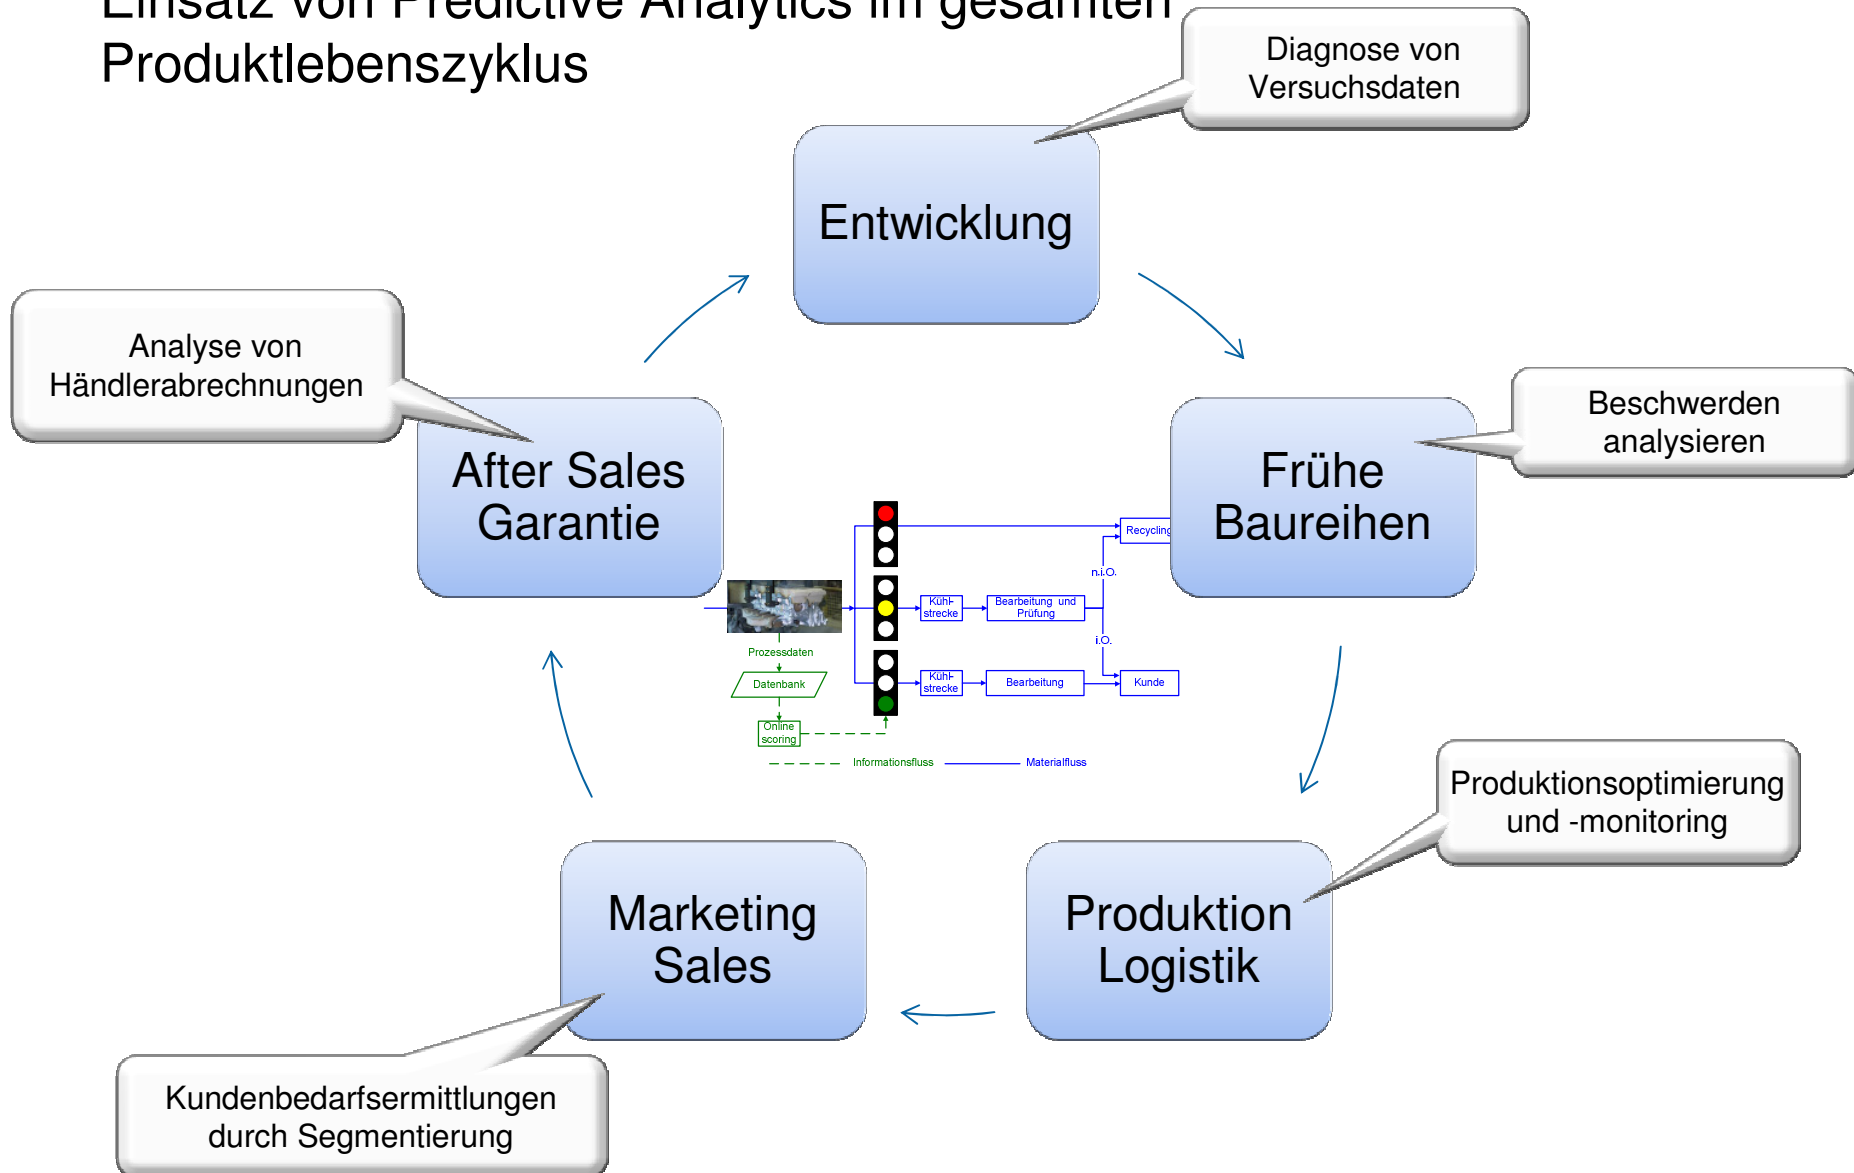 Einsatz von Predictive Analytics im gesamten
Produktlebenszyklus
Diagnose von
Versuchsdaten
Entwicklung
Analyse von
Händlerabrechnungen
After Sales
Garantie
Beschwerden
analysieren
Frühe
Baureihen
Recycling
n.i.O.
Kühl-
strecke
Bearbeitung und
Prüfung
i.O.
Prozessdaten
Datenbank
Online
scoring
Kühl-
strecke
Bearbeitung
Kunde
Informationsfluss
Materialfluss
Produktionsoptimierung
und -monitoring
Marketing
Sales
Produktion
Logistik
Kundenbedarfsermittlungen
durch Segmentierung